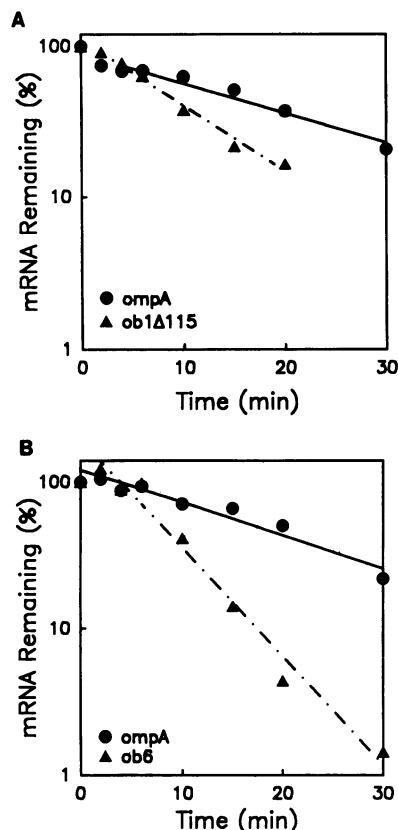 A
100
10
1
mRNA Remaining (%)
ompA
ob1Δ115
0
10
20
30
Time (min)
B
100
10
1
mRNA Remaining (%)
ompA
ob6
0
10
20
30
Time (min)